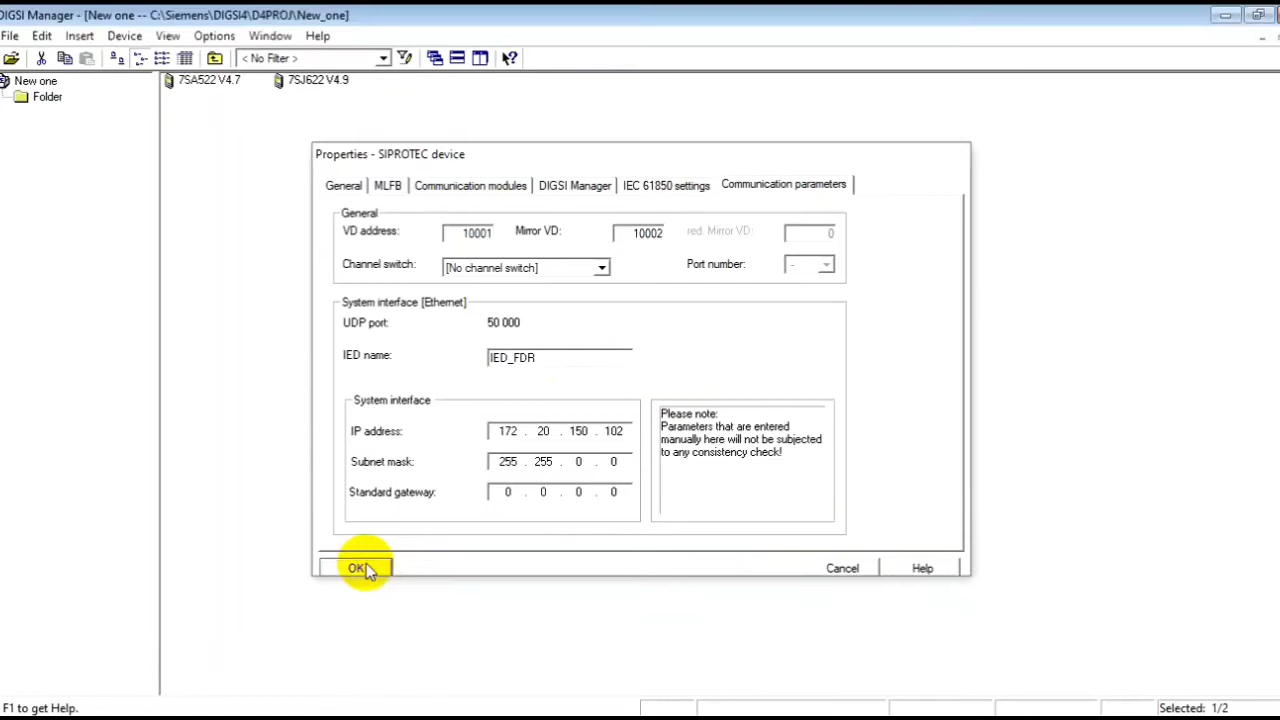 DIGSI Manager - [New one -- C:\Siemens\DIGSI4\D4PROJ\New_one]
File Edit Insert Device View Options Window Help
< No Filter >
New one
Folder
7SA522 V4.7 7SJ622 V4.9
Properties - SIPROTEC device
General MLFB Communication modules DIGSI Manager IEC 61850 settings Communication parameters
General
VD address: 10001 Mirror VD: 10002 red. Mirror VD: 0
Channel switch: [No channel switch] Port number: -
System interface [Ethernet]
UDP port: 50 000
IED name: IED_FDR
System interface
IP address: 172 . 20 . 150 . 102
Subnet mask: 255 . 255 . 0 . 0
Standard gateway: 0 . 0 . 0 . 0
Please note:
Parameters that are entered
manually here will not be subjected
to any consistency check!
OK Cancel Help
F1 to get Help. Selected: 1/2